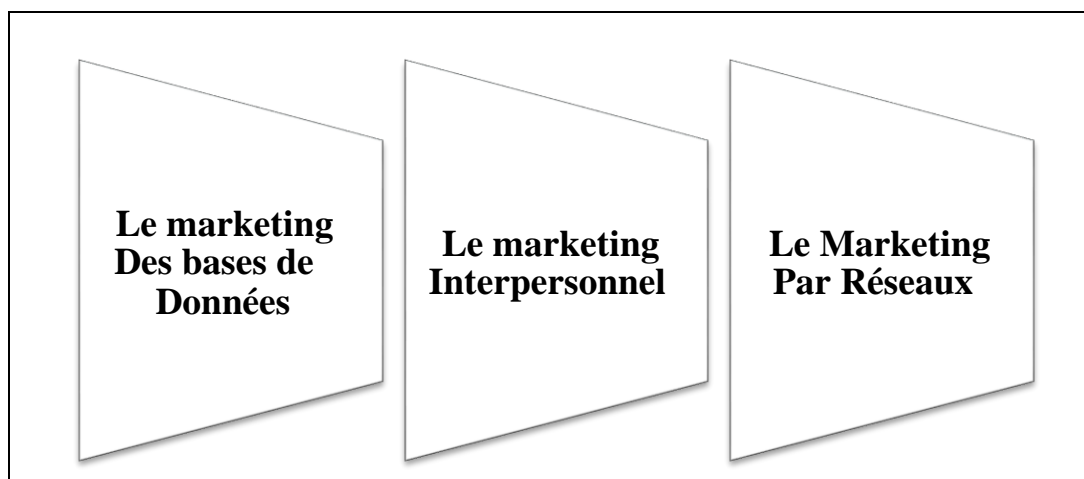 Le marketing
Des bases de
Données
Le marketing
Interpersonnel
Le Marketing
Par Réseaux